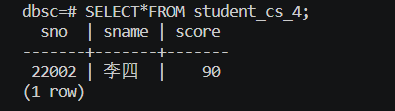 dbsc=# SELECT*FROM student_cs_4;
  sno  | sname | score
-------+-------+-------
 22002 | 李四  |    90
(1 row)